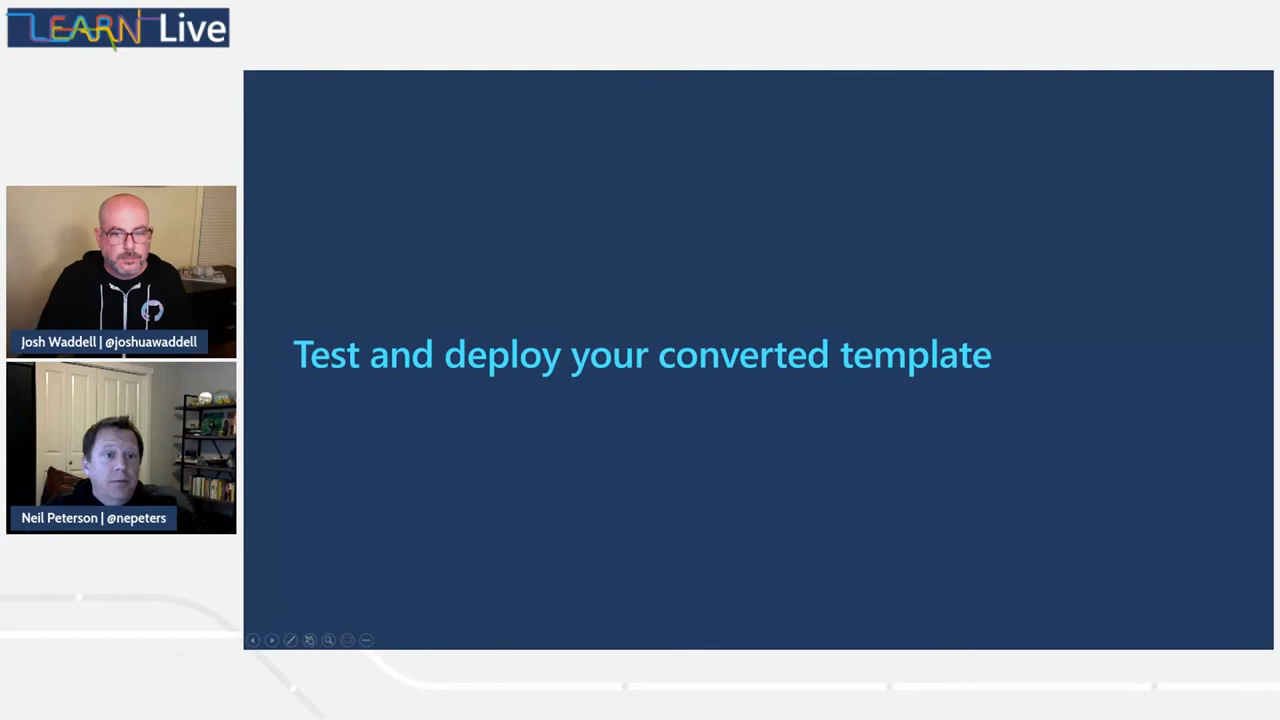 LEARN Live
Test and deploy your converted template
Josh Waddell | @joshuawaddell
Neil Peterson | @nepeters